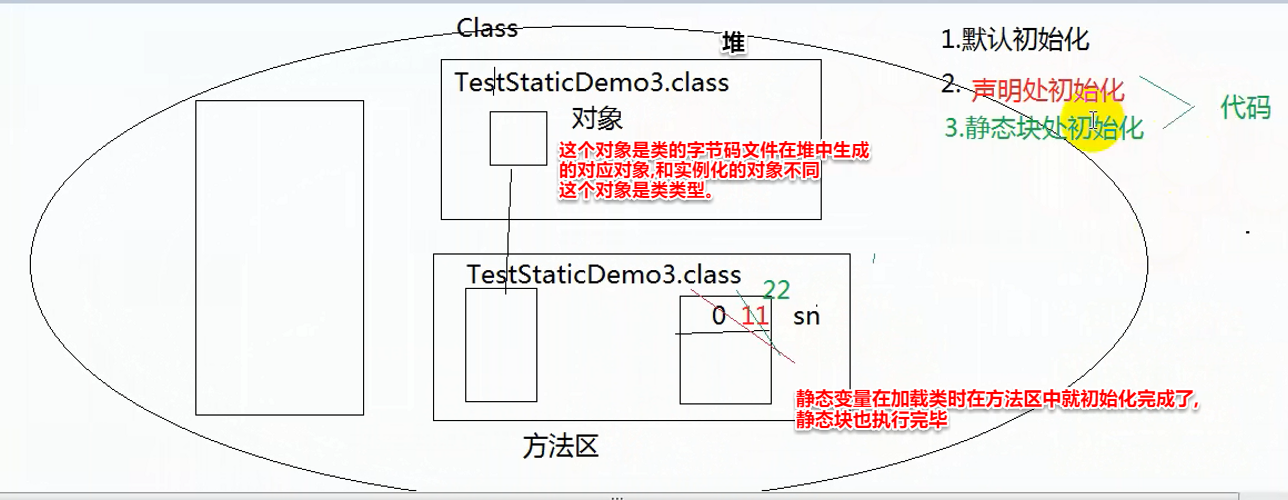 Class
堆
TestStaticDemo3.class
对象
这个对象是类的字节码文件在堆中生成
的对应对象,和实例化的对象不同
这个对象是类类型。
1.默认初始化
2. 声明处初始化
3.静态块处初始化
代码
TestStaticDemo3.class
22
0 11 sn
静态变量在加载类时在方法区中就初始化完成了,
静态块也执行完毕
方法区